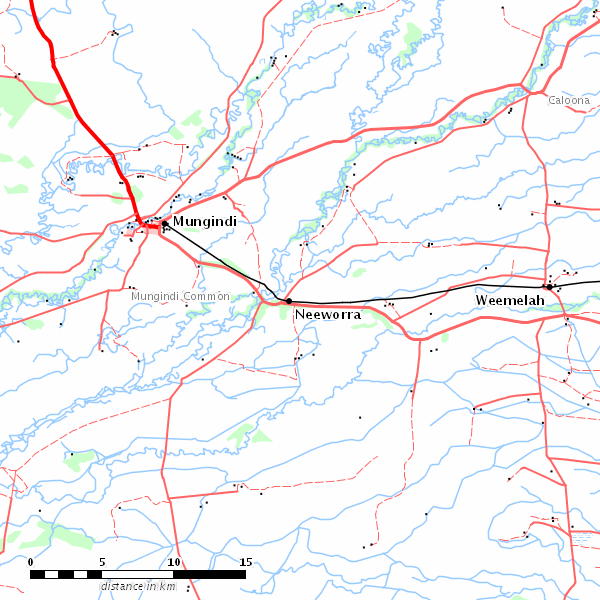 Caloona
Mungindi
Mungindi Common
Weemelah
Neeworra
0 5 10 15
distance in km